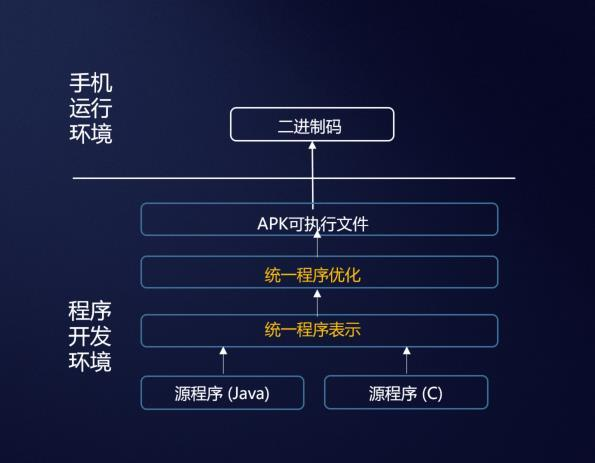 手机
运行
环境
二进制码
APK可执行文件
统一程序优化
程序
开发
环境
统一程序表示
源程序 (Java)
源程序 (C)